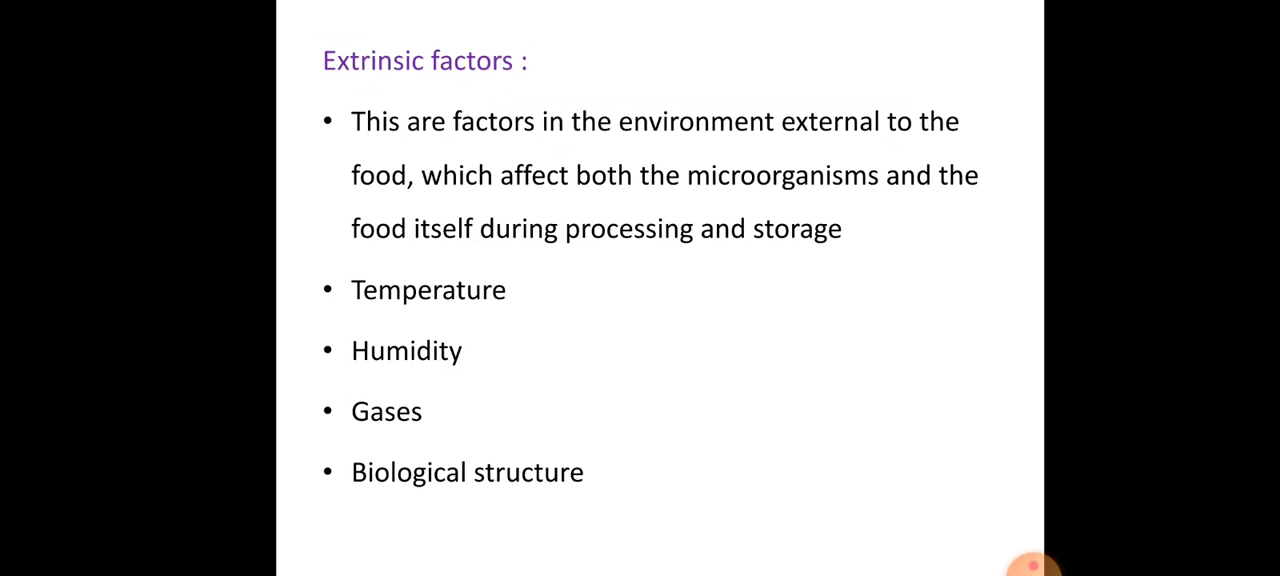 Extrinsic factors :
• This are factors in the environment external to the
food, which affect both the microorganisms and the
food itself during processing and storage
• Temperature
• Humidity
• Gases
• Biological structure